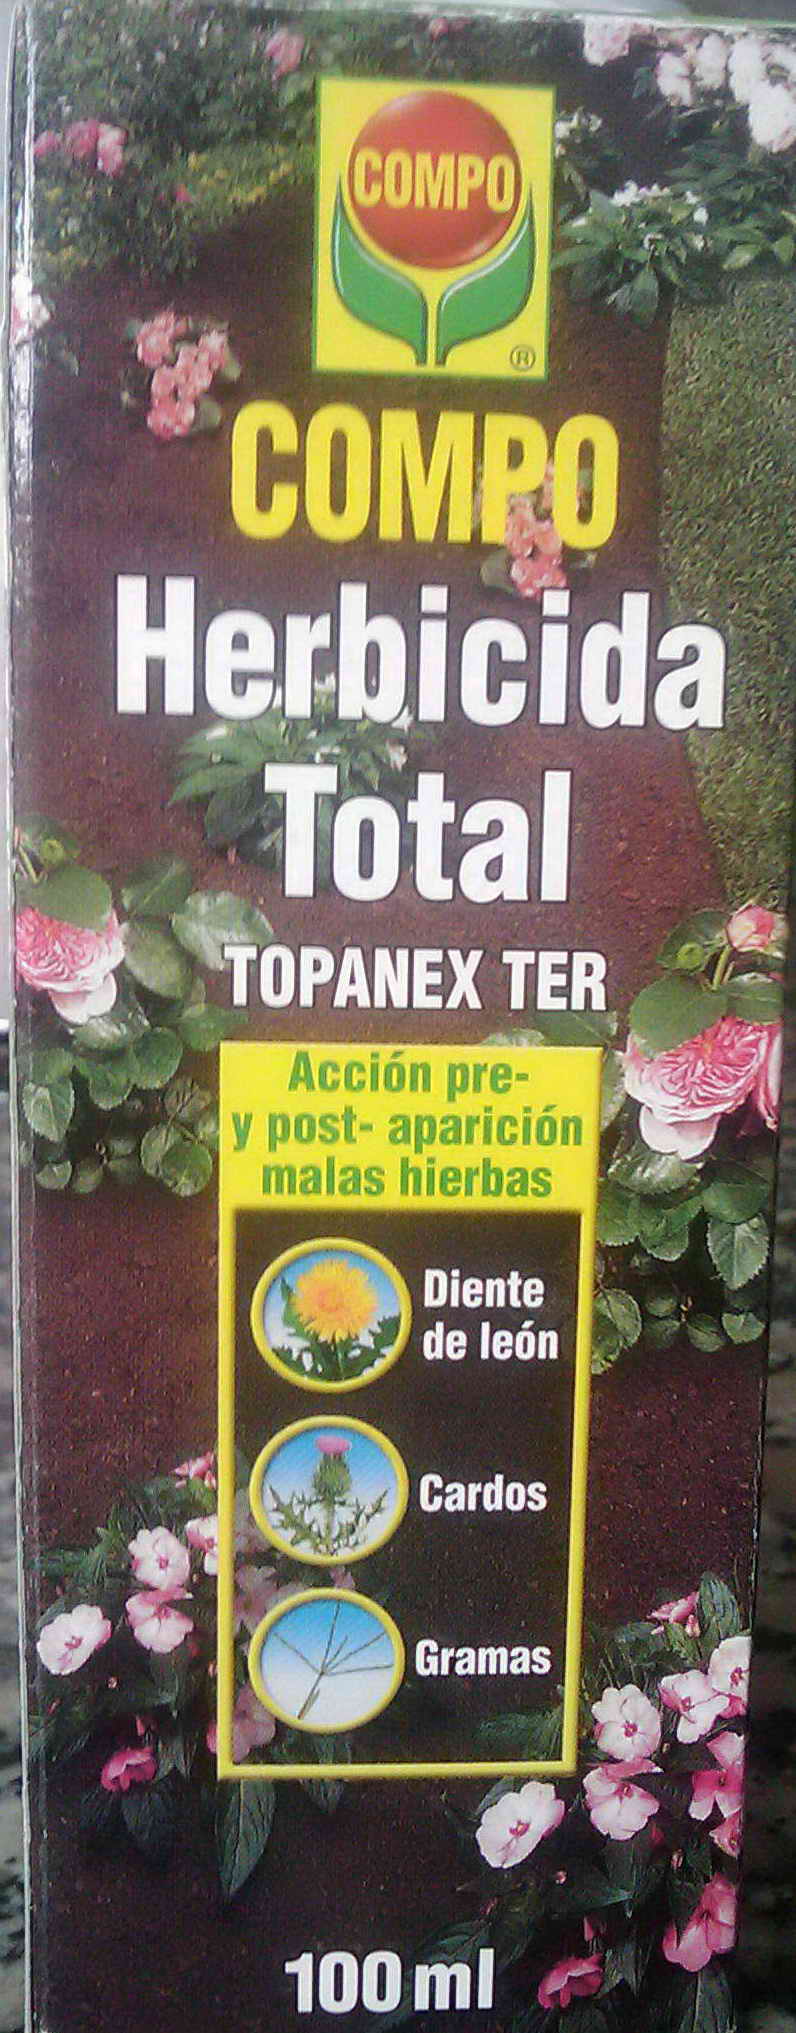 COMPO
®
COMPO
Herbicida
Total
TOPANEX TER
Acción pre-
y post- aparición
malas hierbas
Diente
de león
Cardos
Gramas
100 ml